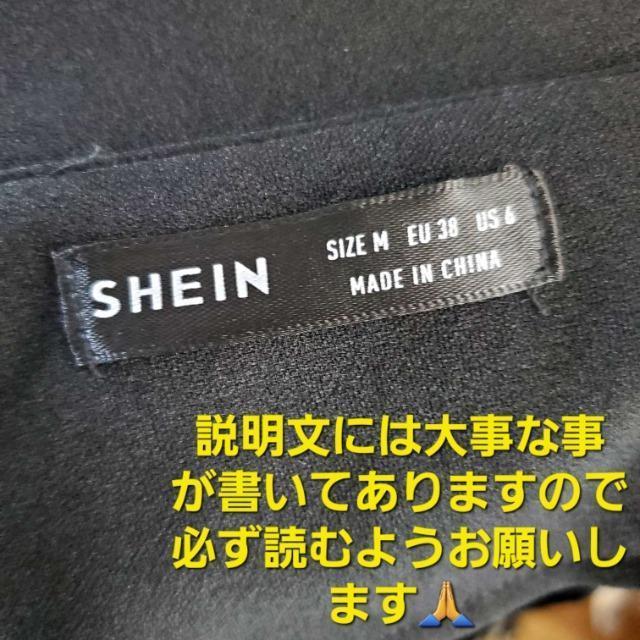 SHEIN
SIZE M EU 38 US 6
MADE IN CHINA
説明文には大事な事
が書いてありますので
必ず読むようお願いし
ます🙏